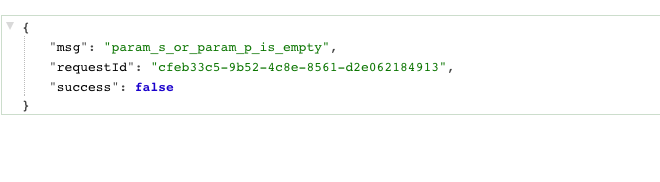 {
"msg": "param_s_or_param_p_is_empty",
"requestId": "cfeb33c5-9b52-4c8e-8561-d2e062184913",
"success": false
}